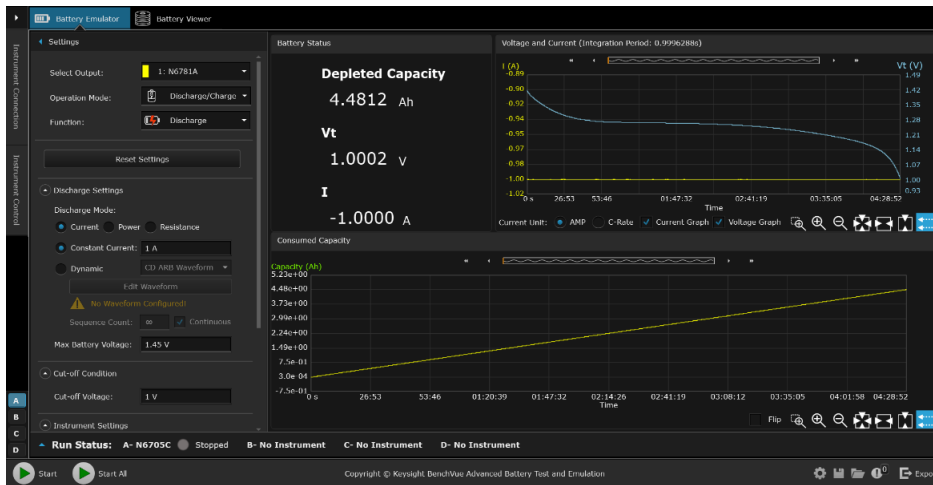 Battery Emulator
Battery Viewer
Instrument Connection
Instrument Control
Settings
Select Output: 1: N6781A
Operation Mode: Discharge/Charge
Function: Discharge
Reset Settings
Discharge Settings
Discharge Mode:
Current Power Resistance
Constant Current: 1 A
Dynamic CD ARB Waveform
Edit Waveform
No Waveform Configured!
Sequence Count: ∞ Continuous
Max Battery Voltage: 1.45 V
Cut-off Condition
Cut-off Voltage: 1 V
Instrument Settings
A
B
C
D
Battery Status
Depleted Capacity
4.4812 Ah
Vt
1.0002 V
I
-1.0000 A
Voltage and Current (Integration Period: 0.9996288s)
I (A) Vt (V)
-0.89 1.49
-0.90 1.42
-0.92 1.35
-0.94 1.28
-0.95 1.21
-0.97 1.14
-0.98 1.07
-1.00 1.00
-1.02 0.93
0 s 26:53 53:46 01:47:32 02:41:19 03:35:05 04:28:52
Time
Current Unit: AMP C-Rate Current Graph Voltage Graph
Consumed Capacity
Capacity (Ah)
5.23e+00
4.48e+00
3.73e+00
2.99e+00
2.24e+00
1.49e+00
7.5e-01
3.0e-04
-7.5e-01
0 s 26:53 53:46 01:20:39 01:47:32 02:14:26 02:41:19 03:08:12 03:35:05 04:01:58 04:28:52
Time
Flip
Run Status: A- N6705C Stopped B- No Instrument C- No Instrument D- No Instrument
Start
Start All
Copyright © Keysight BenchVue Advanced Battery Test and Emulation
0
Expo